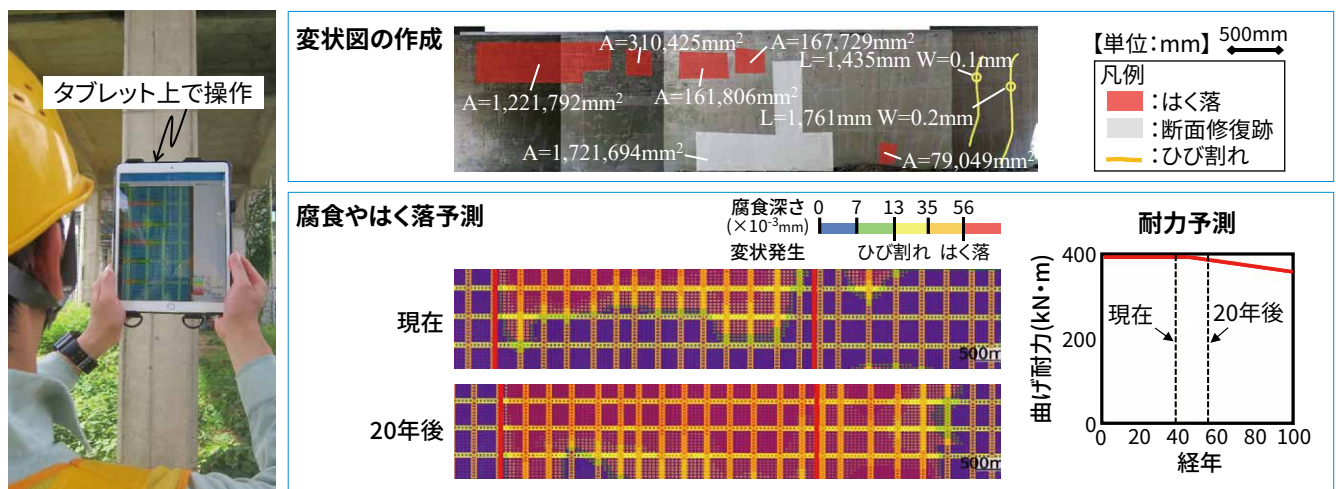 タブレット上で操作
変状図の作成
A=310,425mm²
A=167,729mm²
L=1,435mm W=0.1mm
A=1,221,792mm²
A=161,806mm²
L=1,761mm W=0.2mm
A=1,721,694mm²
A=79,049mm²
【単位:mm】 500mm
凡例
:はく落
:断面修復跡
:ひび割れ
腐食やはく落予測
腐食深さ 0 7 13 35 56
(×10⁻³mm)
変状発生 ひび割れ はく落
現在
500m
20年後
500m
耐力予測
曲げ耐力(kN・m)
400
200
0
現在
20年後
0 20 40 60 80 100
経年